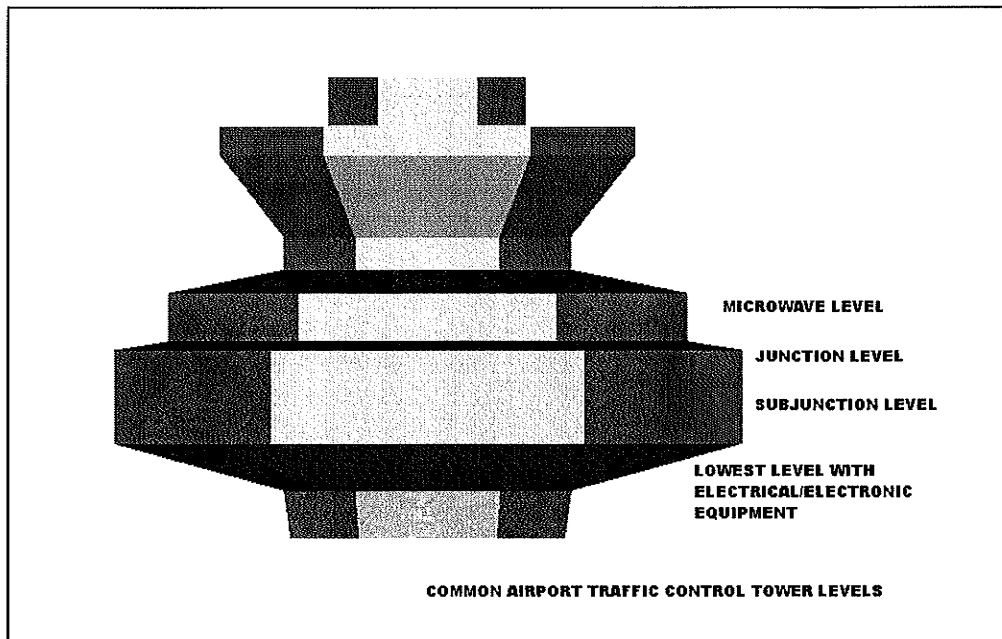 MICROWAVE LEVEL
JUNCTION LEVEL
SUBJUNCTION LEVEL
LOWEST LEVEL WITH
ELECTRICAL/ELECTRONIC
EQUIPMENT
COMMON AIRPORT TRAFFIC CONTROL TOWER LEVELS